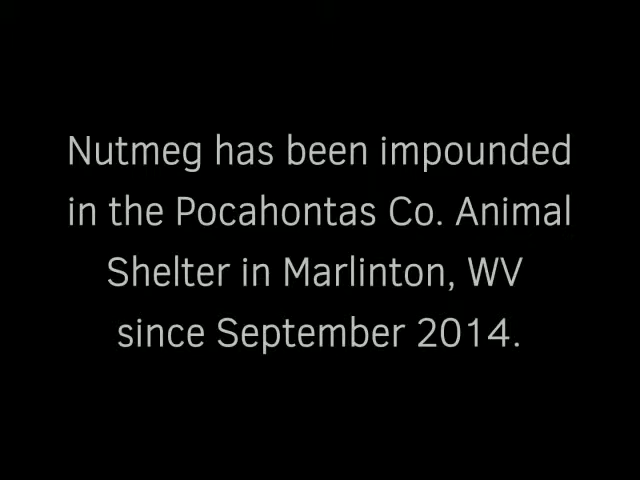 Nutmeg has been impounded
in the Pocahontas Co. Animal
Shelter in Marlinton, WV
since September 2014.